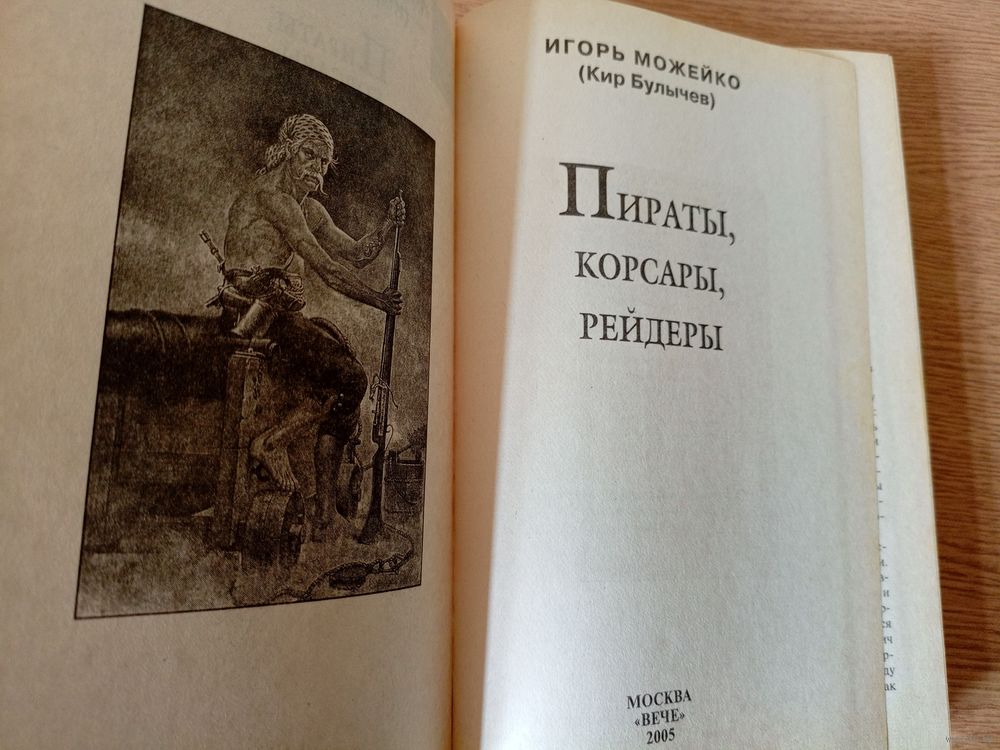 ИГОРЬ МОЖЕЙКО
(Кир Булычев)
ПИРАТЫ,
КОРСАРЫ,
РЕЙДЕРЫ
МОСКВА
«ВЕЧЕ»
2005